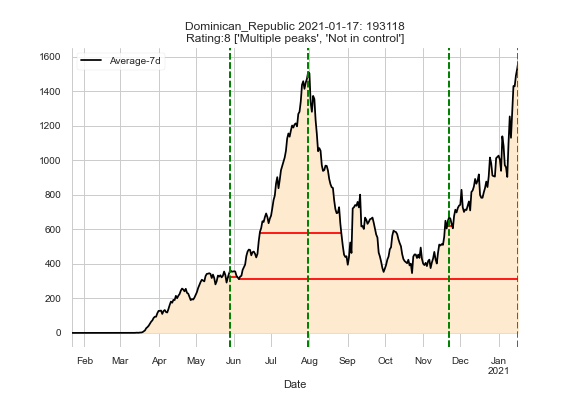 Dominican_Republic 2021-01-17: 193118
Rating:8 ['Multiple peaks', 'Not in control']
Average-7d
1600
1400
1200
1000
800
600
400
200
0
Feb Mar Apr May Jun Jul Aug Sep Oct Nov Dec Jan
2021
Date